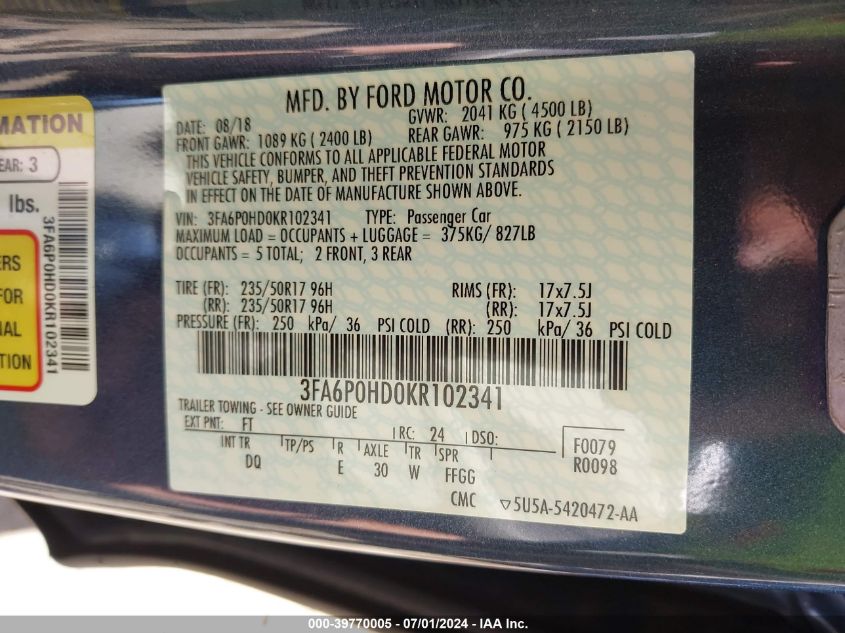 MFD. BY FORD MOTOR CO.
DATE: 08/18
GVWR: 2041 KG ( 4500 LB)
FRONT GAWR: 1089 KG ( 2400 LB)
REAR GAWR: 975 KG ( 2150 LB)
THIS VEHICLE CONFORMS TO ALL APPLICABLE FEDERAL MOTOR
VEHICLE SAFETY, BUMPER, AND THEFT PREVENTION STANDARDS
IN EFFECT ON THE DATE OF MANUFACTURE SHOWN ABOVE.
VIN: 3FA6P0HD0KR102341 TYPE: Passenger Car
MAXIMUM LOAD = OCCUPANTS + LUGGAGE = 375KG/ 827LB
OCCUPANTS = 5 TOTAL; 2 FRONT, 3 REAR
TIRE (FR): 235/50R17 96H RIMS (FR): 17x7.5J
(RR): 235/50R17 96H (RR): 17x7.5J
PRESSURE (FR): 250 kPa/ 36 PSI COLD (RR): 250 kPa/ 36 PSI COLD
3FA6P0HD0KR102341
TRAILER TOWING - SEE OWNER GUIDE
EXT PNT: FT RC: 24 DSO:
F0079
R0098
INT TR TP/PS R AXLE TR SPR
DQ E 30 W FFGG
CMC 5U5A-5420472-AA
MATION
EAR: 3
lbs.
3FA6P0HD0KR102341
ERS
FOR
NAL
TION
000-39770005 - 07/01/2024 - IAA Inc.